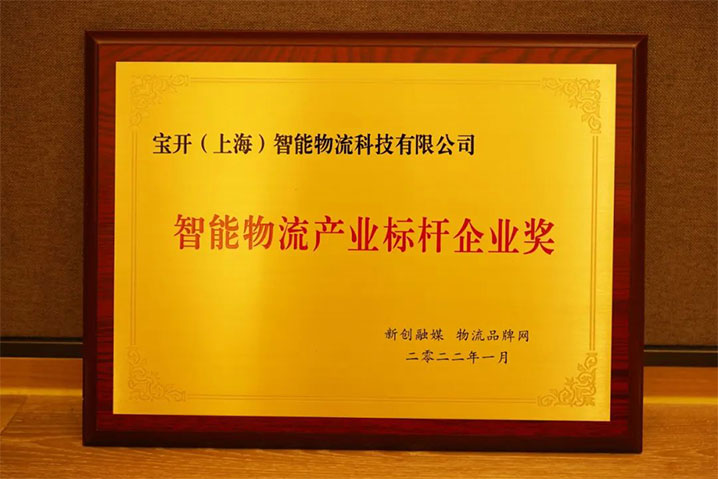 宝开（上海）智能物流科技有限公司
智能物流产业标杆企业奖
新创融媒 物流品牌网
二零二二年一月